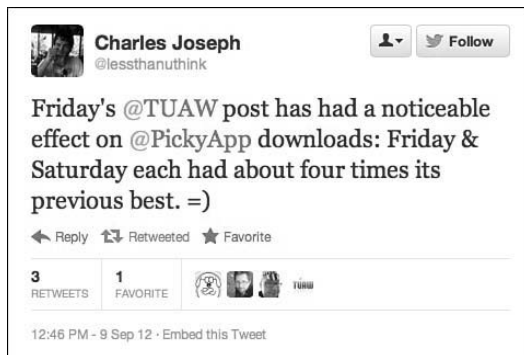 Charles Joseph
@lessthanuthink
Follow
Friday's @TUAW post has had a noticeable
effect on @PickyApp downloads: Friday &
Saturday each had about four times its
previous best. =)
Reply Retweeted Favorite
3 1
RETWEETS FAVORITE
TUAW
12:46 PM - 9 Sep 12 · Embed this Tweet